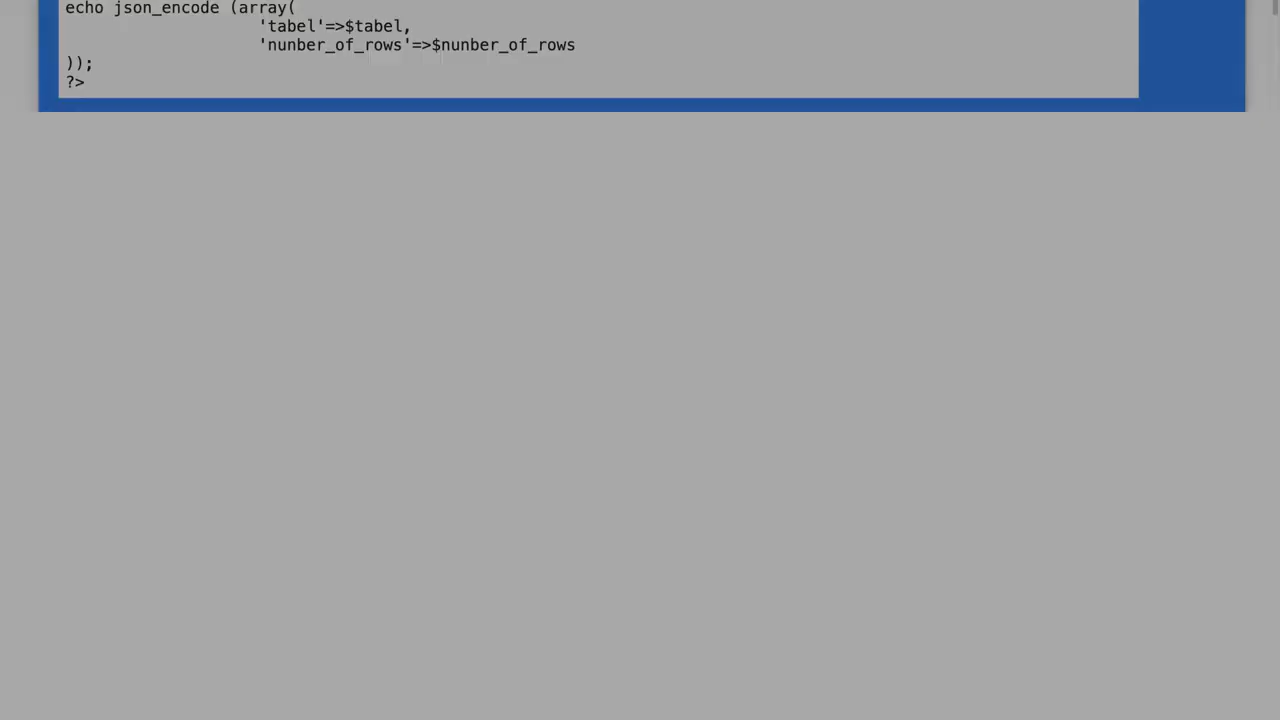 echo json_encode (array(
'tabel'=>$tabel,
'nunber_of_rows'=>$nunber_of_rows
));
?>